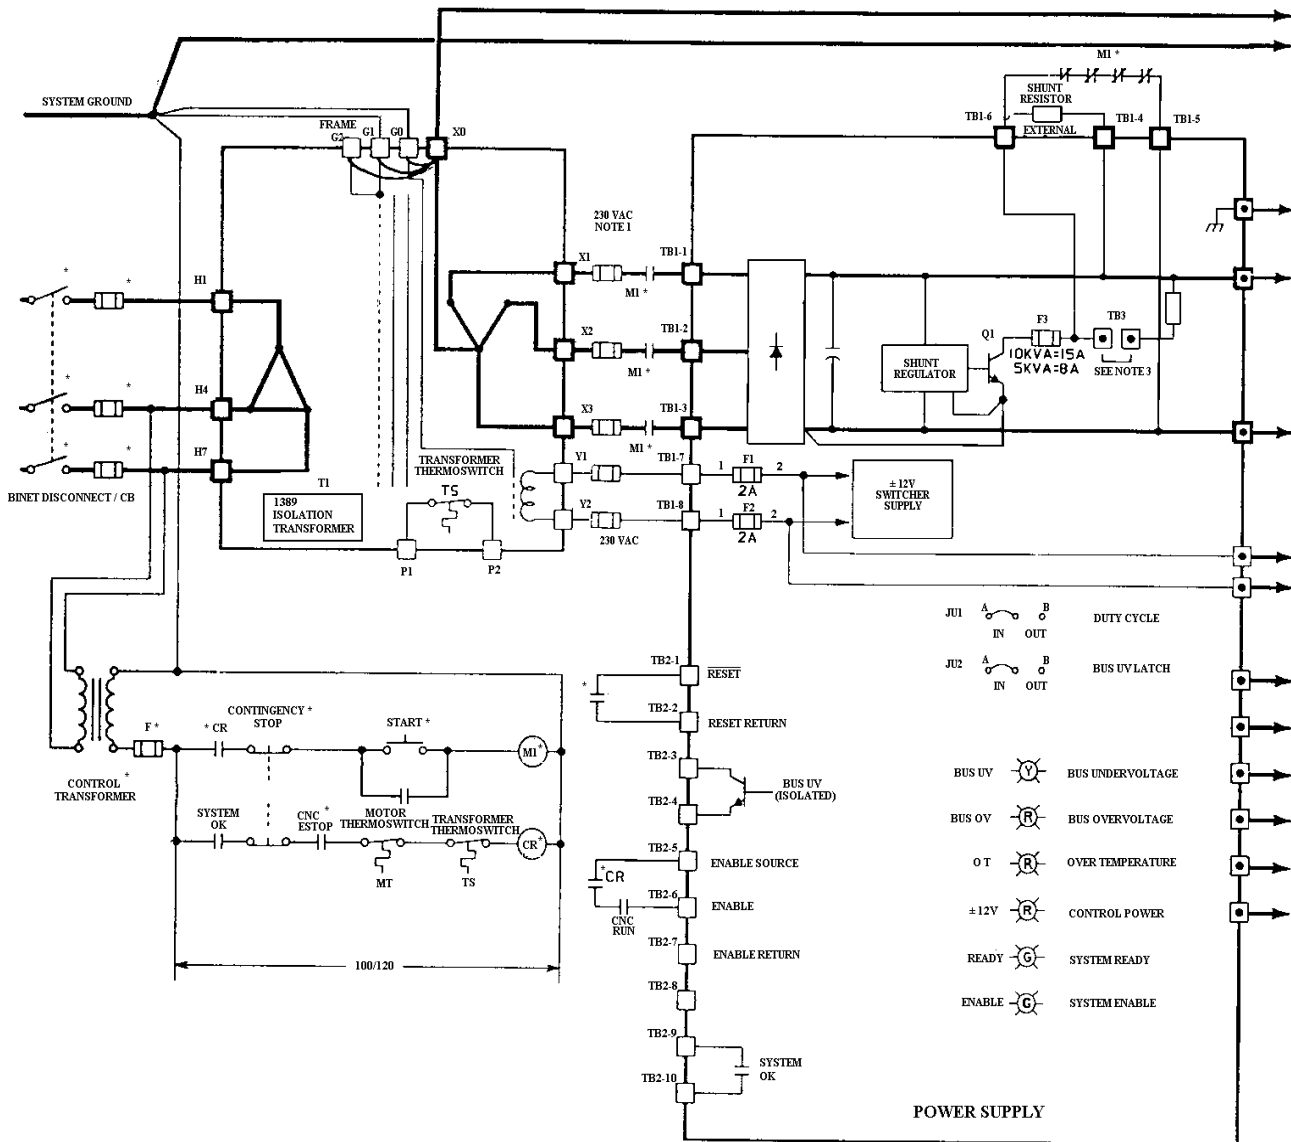 M1 *
SYSTEM GROUND
SHUNT
RESISTOR
TB1-6
EXTERNAL
TB1-4
TB1-5
FRAME
G2
G1
G0
X0
230 VAC
NOTE 1
*
*
H1
X1
M1 *
TB1-1
X2
M1 *
TB1-2
*
*
H4
X3
M1 *
TB1-3
*
*
H7
BINET DISCONNECT / CB
T1
1389
ISOLATION
TRANSFORMER
TRANSFORMER
THERMOSWITCH
TS
P1
P2
Y1
Y2
230 VAC
TB1-7
TB1-8
1
F1
2
2A
1
F2
2
2A
± 12V
SWITCHER
SUPPLY
SHUNT
REGULATOR
Q1
F3
10KVA=15A
5KVA=8A
TB3
SEE NOTE 3
JU1
A
B
IN
OUT
DUTY CYCLE
JU2
A
B
IN
OUT
BUS UV LATCH
CONTROL *
TRANSFORMER
F *
* CR
CONTINGENCY *
STOP
START *
M1*
SYSTEM
OK
CNC *
ESTOP
MOTOR
THERMOSWITCH
MT
TRANSFORMER
THERMOSWITCH
TS
CR*
100/120
TB2-1
RESET
*
TB2-2
RESET RETURN
TB2-3
BUS UV
(ISOLATED)
TB2-4
TB2-5
ENABLE SOURCE
*CR
TB2-6
ENABLE
CNC
RUN
TB2-7
ENABLE RETURN
TB2-8
TB2-9
SYSTEM
OK
TB2-10
BUS UV
Y
BUS UNDERVOLTAGE
BUS OV
R
BUS OVERVOLTAGE
O T
R
OVER TEMPERATURE
± 12V
R
CONTROL POWER
READY
G
SYSTEM READY
ENABLE
G
SYSTEM ENABLE
POWER SUPPLY